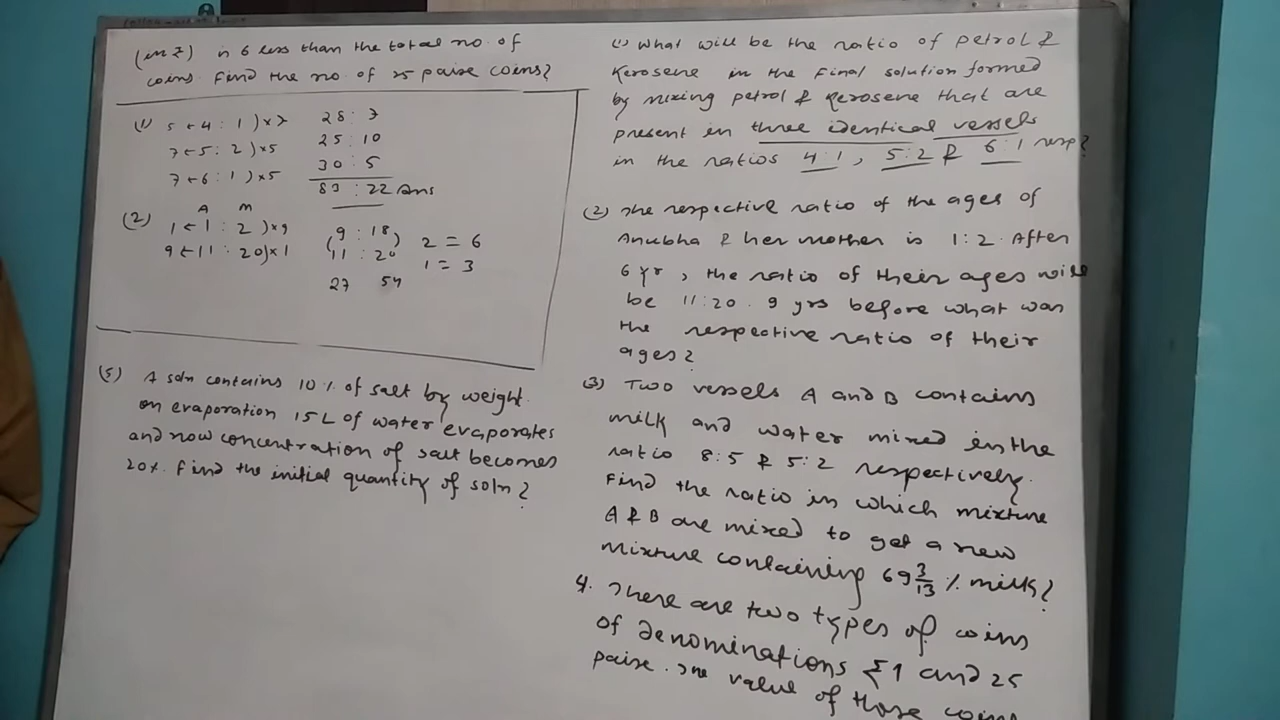 (in ₹) is 6 less than the total no. of
coins. Find the no. of 25 paise coins?
(1) 5 ← 4 : 1 ) x 7 28 : 7
7 ← 5 : 2 ) x 5 25 : 10
7 ← 6 : 1 ) x 5 30 : 5
83 : 22 Ans
(2) A M
1 ← 1 : 2 ) x 9 (9 : 18) 2 = 6
9 ← 11 : 20) x 1 11 : 20 1 = 3
27 54
(5) A soln contains 10 % of salt by weight.
on evaporation 15 L of water evaporates
and now concentration of salt becomes
20%. Find the initial quantity of soln?
(1) What will be the ratio of petrol &
Kerosene in the Final solution formed
by mixing petrol & Kerosene that are
present in three identical vessels
in the ratios 4:1, 5:2 & 6:1 resp?
(2) The respective ratio of the ages of
Anubha & her mother is 1:2. After
6 yr, the ratio of their ages will
be 11:20. 9 yrs before what was
the respective ratio of their
ages?
(3) Two vessels A and B contains
milk and water mixed in the
ratio 8:5 & 5:2 respectively.
Find the ratio in which mixture
A & B are mixed to get a new
mixture containing 69 3/13 % milk?
4. There are two types of coins
of denominations ₹1 and 25
paise. The value of those coins